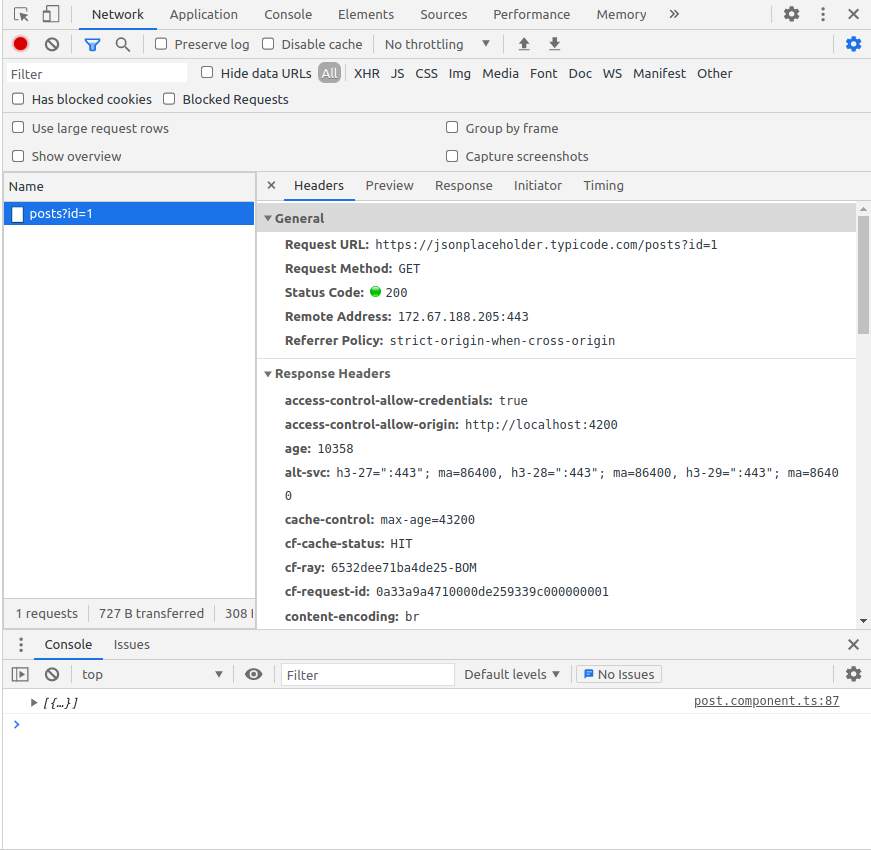 Network Application Console Elements Sources Performance Memory »
Preserve log Disable cache No throttling
Filter Hide data URLs All XHR JS CSS Img Media Font Doc WS Manifest Other
Has blocked cookies Blocked Requests
Use large request rows Group by frame
Show overview Capture screenshots
Name
posts?id=1
1 requests 727 B transferred 308
× Headers Preview Response Initiator Timing
General
Request URL: https://jsonplaceholder.typicode.com/posts?id=1
Request Method: GET
Status Code: 200
Remote Address: 172.67.188.205:443
Referrer Policy: strict-origin-when-cross-origin
Response Headers
access-control-allow-credentials: true
access-control-allow-origin: http://localhost:4200
age: 10358
alt-svc: h3-27=":443"; ma=86400, h3-28=":443"; ma=86400, h3-29=":443"; ma=8640
0
cache-control: max-age=43200
cf-cache-status: HIT
cf-ray: 6532dee71ba4de25-BOM
cf-request-id: 0a33a9a4710000de259339c000000001
content-encoding: br
Console Issues
top Filter Default levels No Issues
[{…}] post.component.ts:87